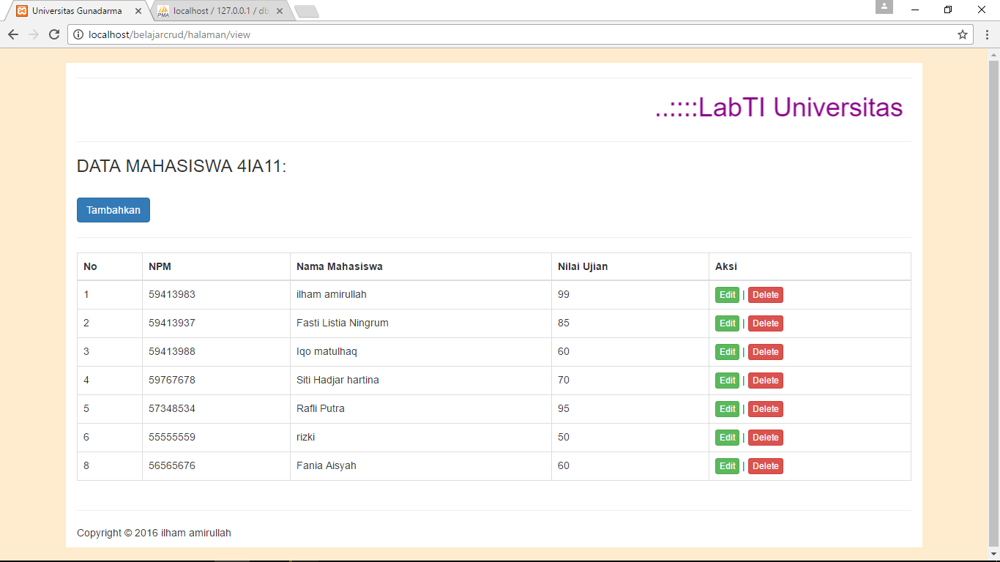 Universitas Gunadarma
localhost / 127.0.0.1 / db
localhost/belajarcrud/halaman/view
..::::LabTI Universitas
DATA MAHASISWA 4IA11:
Tambahkan
No NPM Nama Mahasiswa Nilai Ujian Aksi
1 59413983 ilham amirullah 99 Edit | Delete
2 59413937 Fasti Listia Ningrum 85 Edit | Delete
3 59413988 Iqo matulhaq 60 Edit | Delete
4 59767678 Siti Hadjar hartina 70 Edit | Delete
5 57348534 Rafli Putra 95 Edit | Delete
6 55555559 rizki 50 Edit | Delete
8 56565676 Fania Aisyah 60 Edit | Delete
Copyright © 2016 ilham amirullah